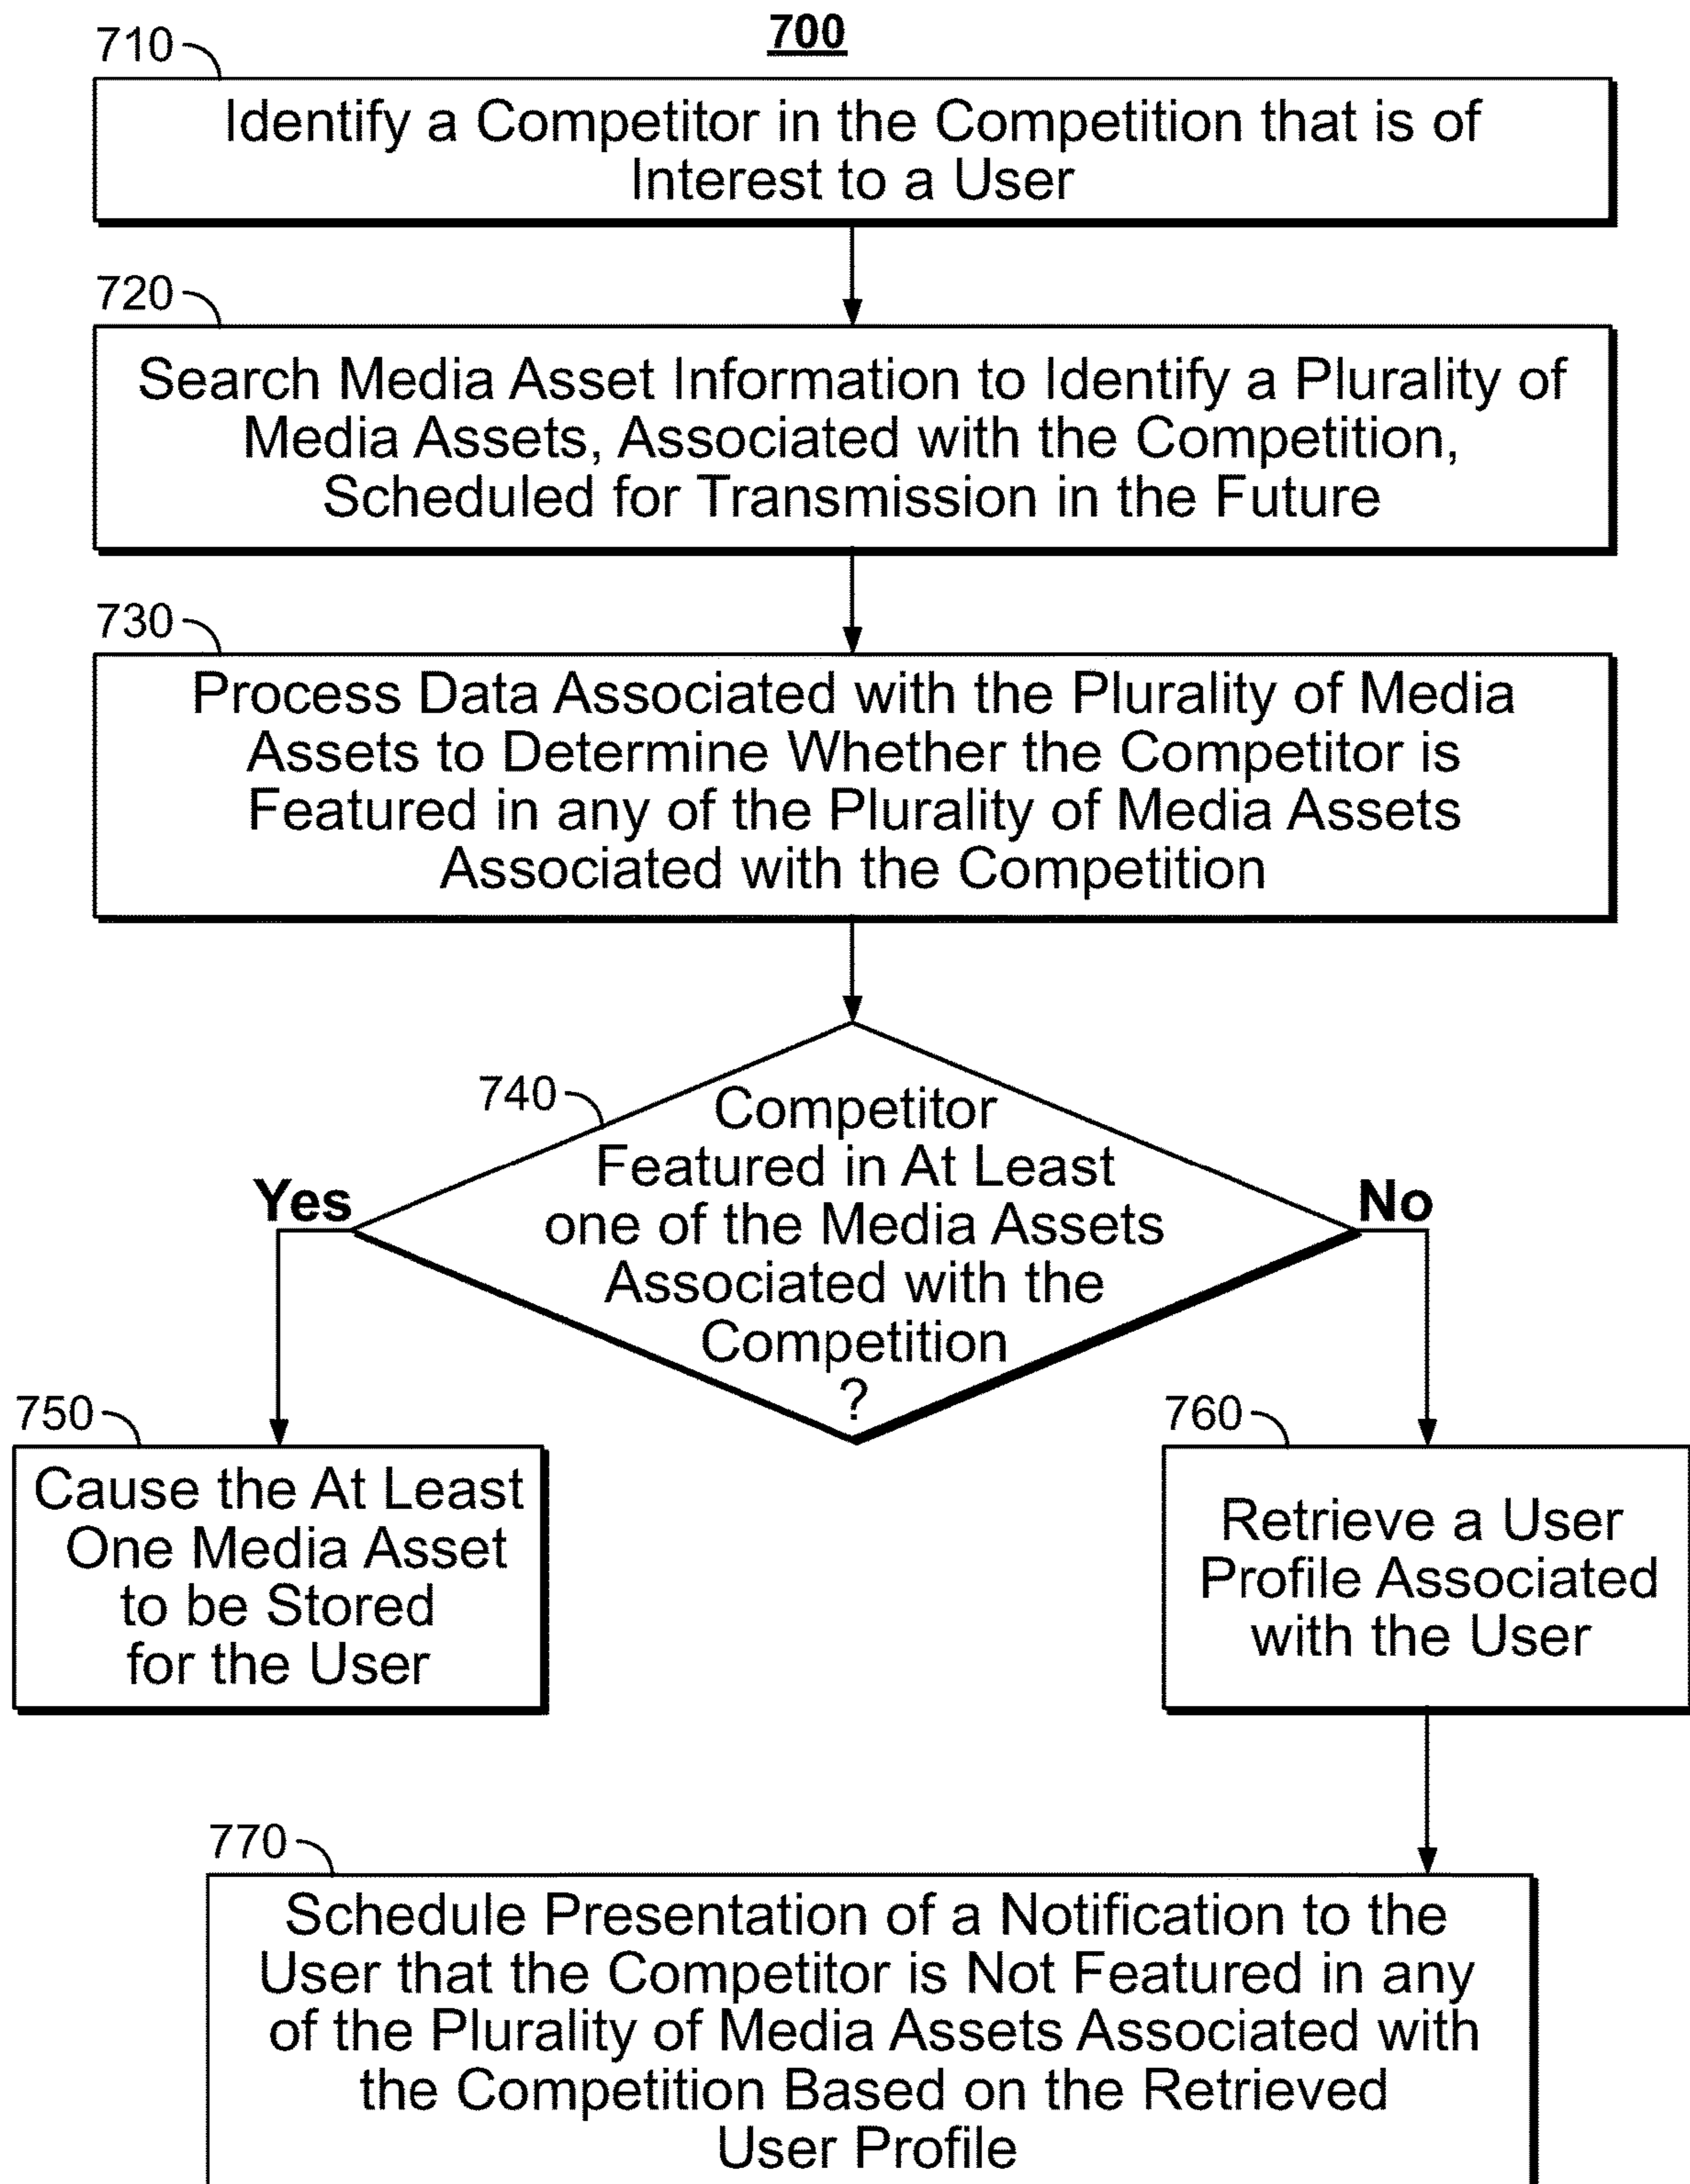 700
710
Identify a Competitor in the Competition that is of
Interest to a User
720
Search Media Asset Information to Identify a Plurality of
Media Assets, Associated with the Competition,
Scheduled for Transmission in the Future
730
Process Data Associated with the Plurality of Media
Assets to Determine Whether the Competitor is
Featured in any of the Plurality of Media Assets
Associated with the Competition
740
Competitor
Featured in At Least
one of the Media Assets
Associated with the
Competition
?
Yes
No
750
Cause the At Least
One Media Asset
to be Stored
for the User
760
Retrieve a User
Profile Associated
with the User
770
Schedule Presentation of a Notification to the
User that the Competitor is Not Featured in any
of the Plurality of Media Assets Associated with
the Competition Based on the Retrieved
User Profile